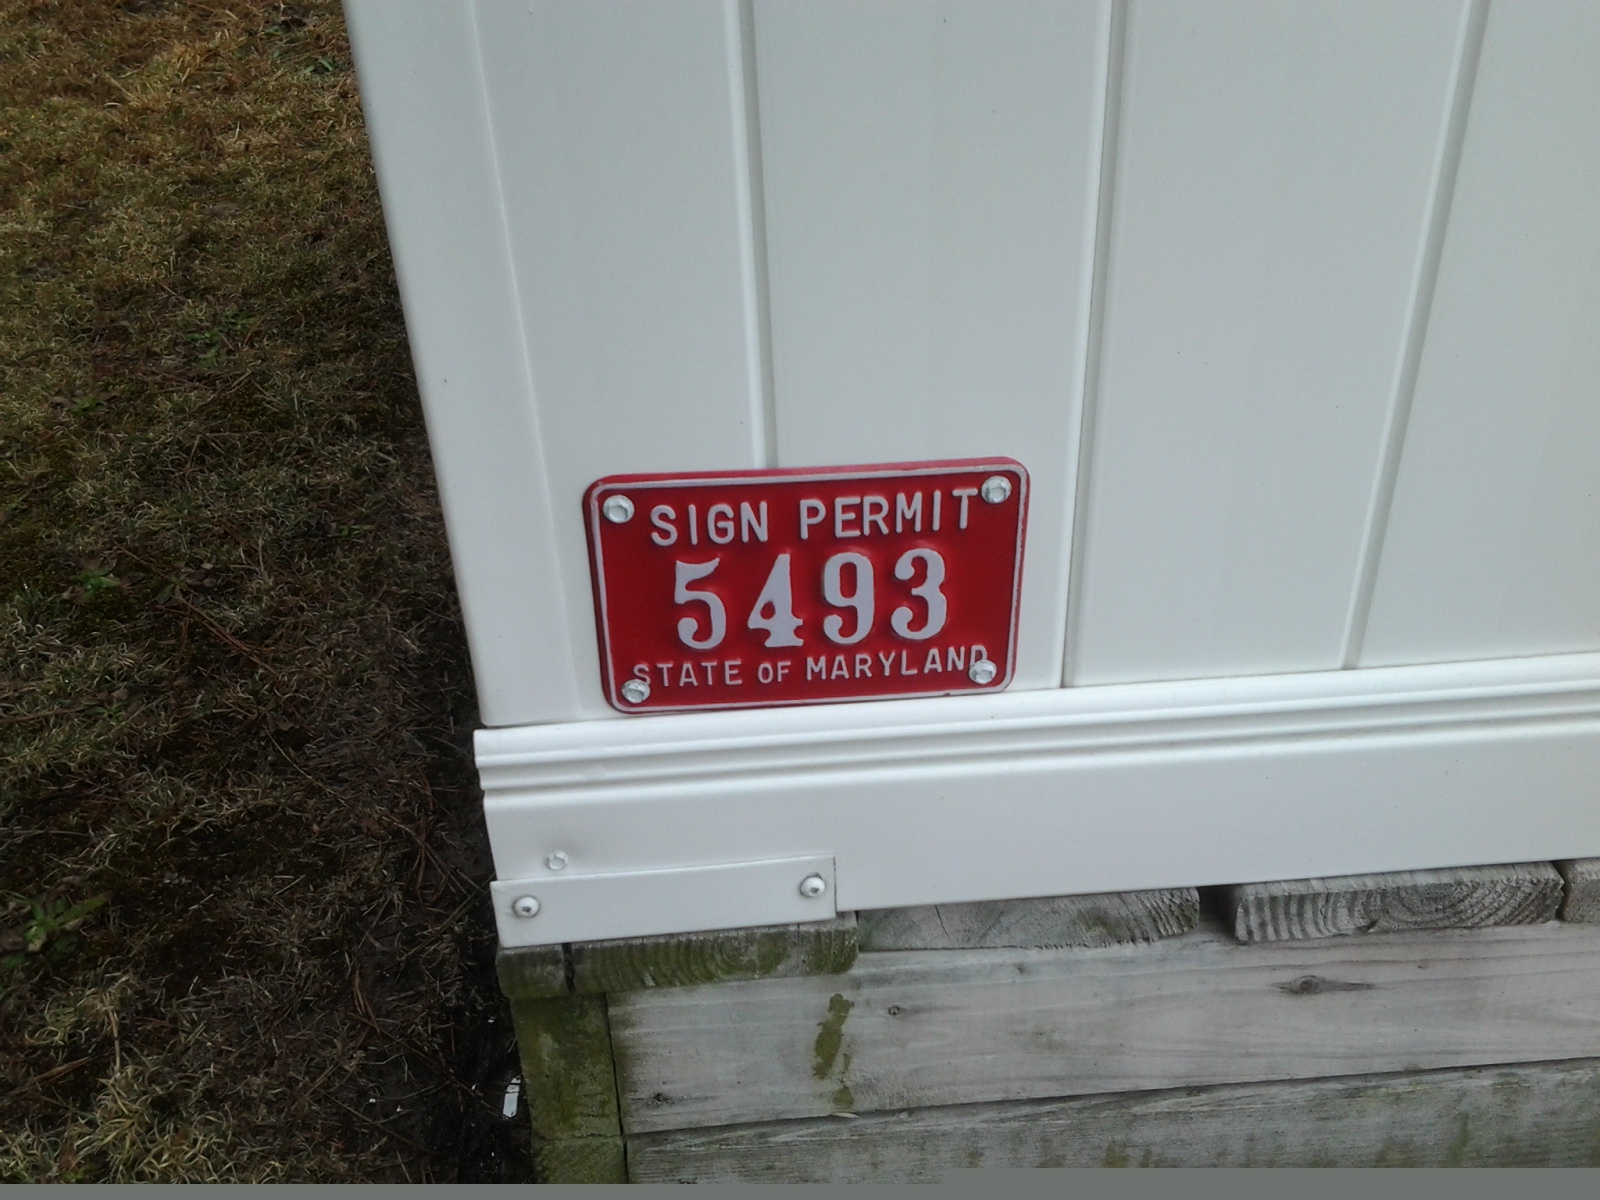 SIGN PERMIT
5493
STATE OF MARYLAND